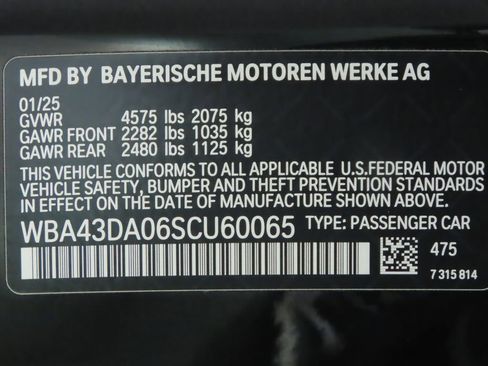 MFD BY BAYERISCHE MOTOREN WERKE AG
01/25
GVWR 4575 lbs 2075 kg
GAWR FRONT 2282 lbs 1035 kg
GAWR REAR 2480 lbs 1125 kg
THIS VEHICLE CONFORMS TO ALL APPLICABLE U.S.FEDERAL MOTOR
VEHICLE SAFETY, BUMPER AND THEFT PREVENTION STANDARDS
IN EFFECT ON THE DATE OF MANUFACTURE SHOWN ABOVE.
WBA43DA06SCU60065 TYPE: PASSENGER CAR
475
7 315 814